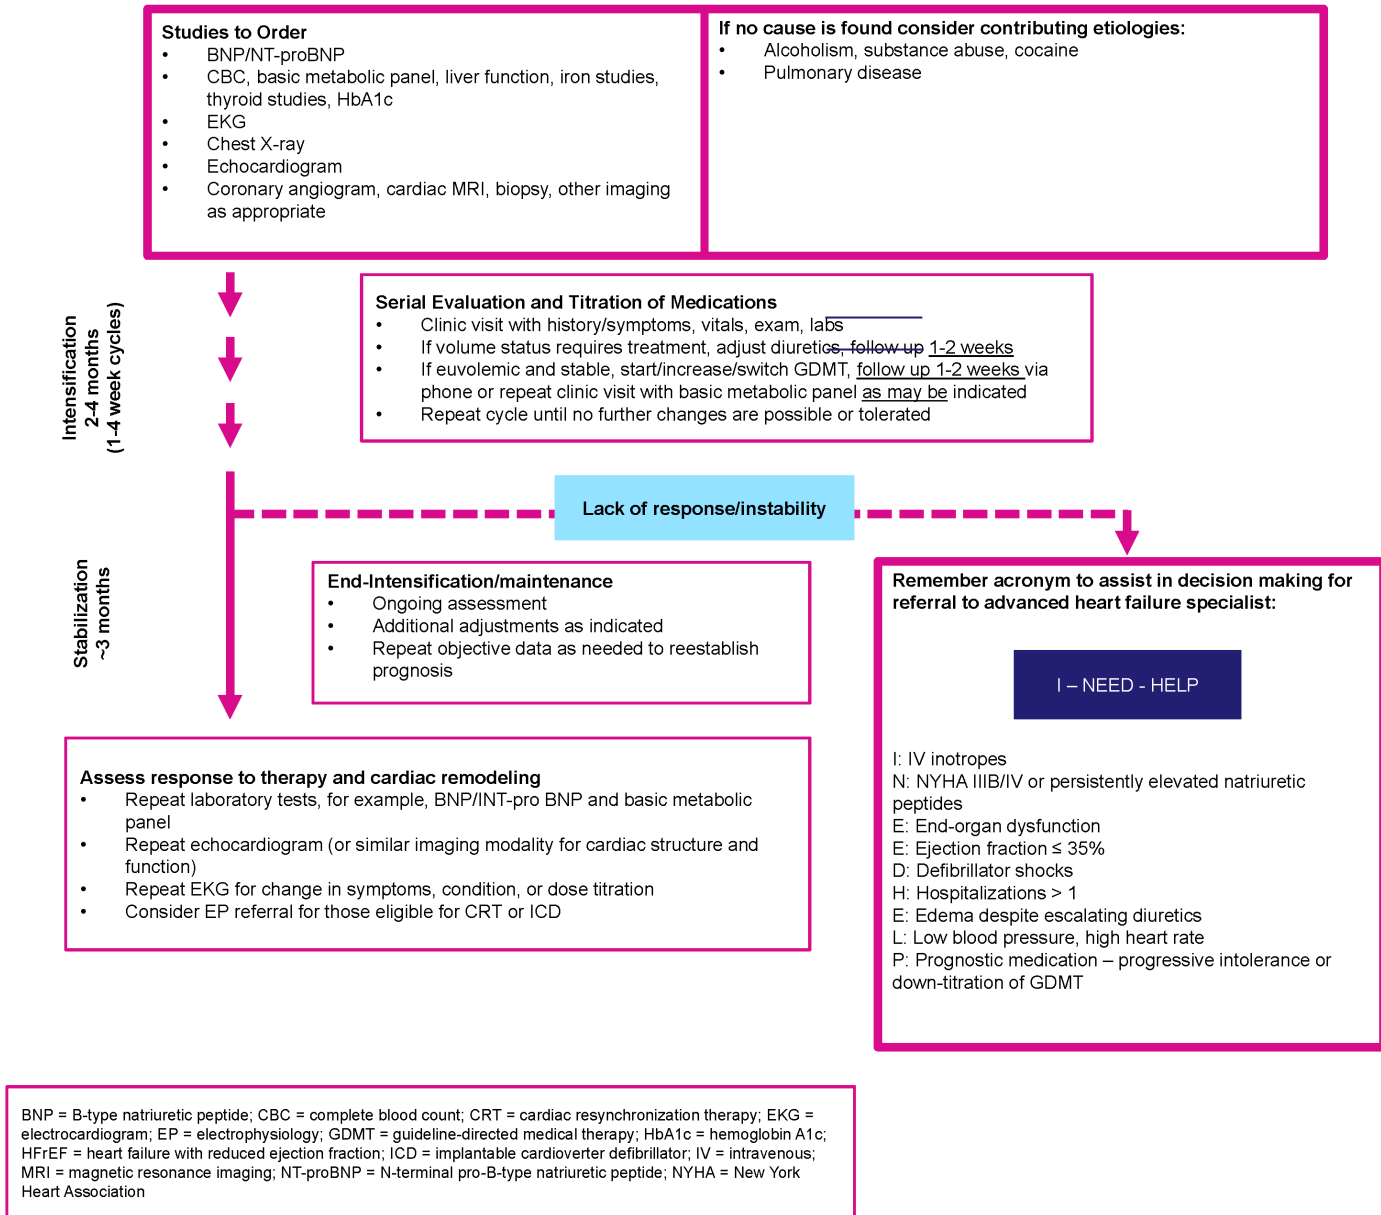 Studies to Order
• BNP/NT-proBNP
• CBC, basic metabolic panel, liver function, iron studies,
thyroid studies, HbA1c
• EKG
• Chest X-ray
• Echocardiogram
• Coronary angiogram, cardiac MRI, biopsy, other imaging
as appropriate
If no cause is found consider contributing etiologies:
• Alcoholism, substance abuse, cocaine
• Pulmonary disease
Intensification
2-4 months
(1-4 week cycles)
Serial Evaluation and Titration of Medications
• Clinic visit with history/symptoms, vitals, exam, labs
• If volume status requires treatment, adjust diuretics, follow up 1-2 weeks
• If euvolemic and stable, start/increase/switch GDMT, follow up 1-2 weeks via
phone or repeat clinic visit with basic metabolic panel as may be indicated
• Repeat cycle until no further changes are possible or tolerated
Lack of response/instability
Stabilization
~3 months
End-Intensification/maintenance
• Ongoing assessment
• Additional adjustments as indicated
• Repeat objective data as needed to reestablish
prognosis
Remember acronym to assist in decision making for
referral to advanced heart failure specialist:
I – NEED - HELP
I: IV inotropes
N: NYHA IIIB/IV or persistently elevated natriuretic
peptides
E: End-organ dysfunction
E: Ejection fraction ≤ 35%
D: Defibrillator shocks
H: Hospitalizations > 1
E: Edema despite escalating diuretics
L: Low blood pressure, high heart rate
P: Prognostic medication – progressive intolerance or
down-titration of GDMT
Assess response to therapy and cardiac remodeling
• Repeat laboratory tests, for example, BNP/INT-pro BNP and basic metabolic
panel
• Repeat echocardiogram (or similar imaging modality for cardiac structure and
function)
• Repeat EKG for change in symptoms, condition, or dose titration
• Consider EP referral for those eligible for CRT or ICD
BNP = B-type natriuretic peptide; CBC = complete blood count; CRT = cardiac resynchronization therapy; EKG =
electrocardiogram; EP = electrophysiology; GDMT = guideline-directed medical therapy; HbA1c = hemoglobin A1c;
HFrEF = heart failure with reduced ejection fraction; ICD = implantable cardioverter defibrillator; IV = intravenous;
MRI = magnetic resonance imaging; NT-proBNP = N-terminal pro-B-type natriuretic peptide; NYHA = New York
Heart Association